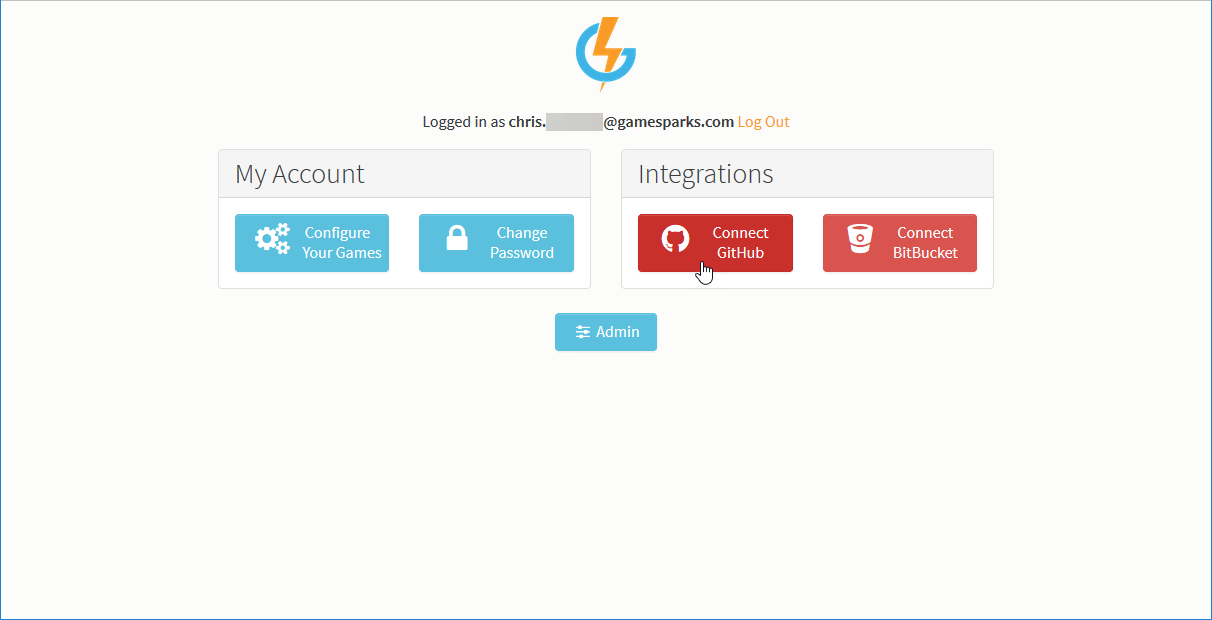 Logged in as chris.@gamesparks.com Log Out
My Account
Integrations
Configure
Your Games
Change
Password
Connect
GitHub
Connect
BitBucket
Admin